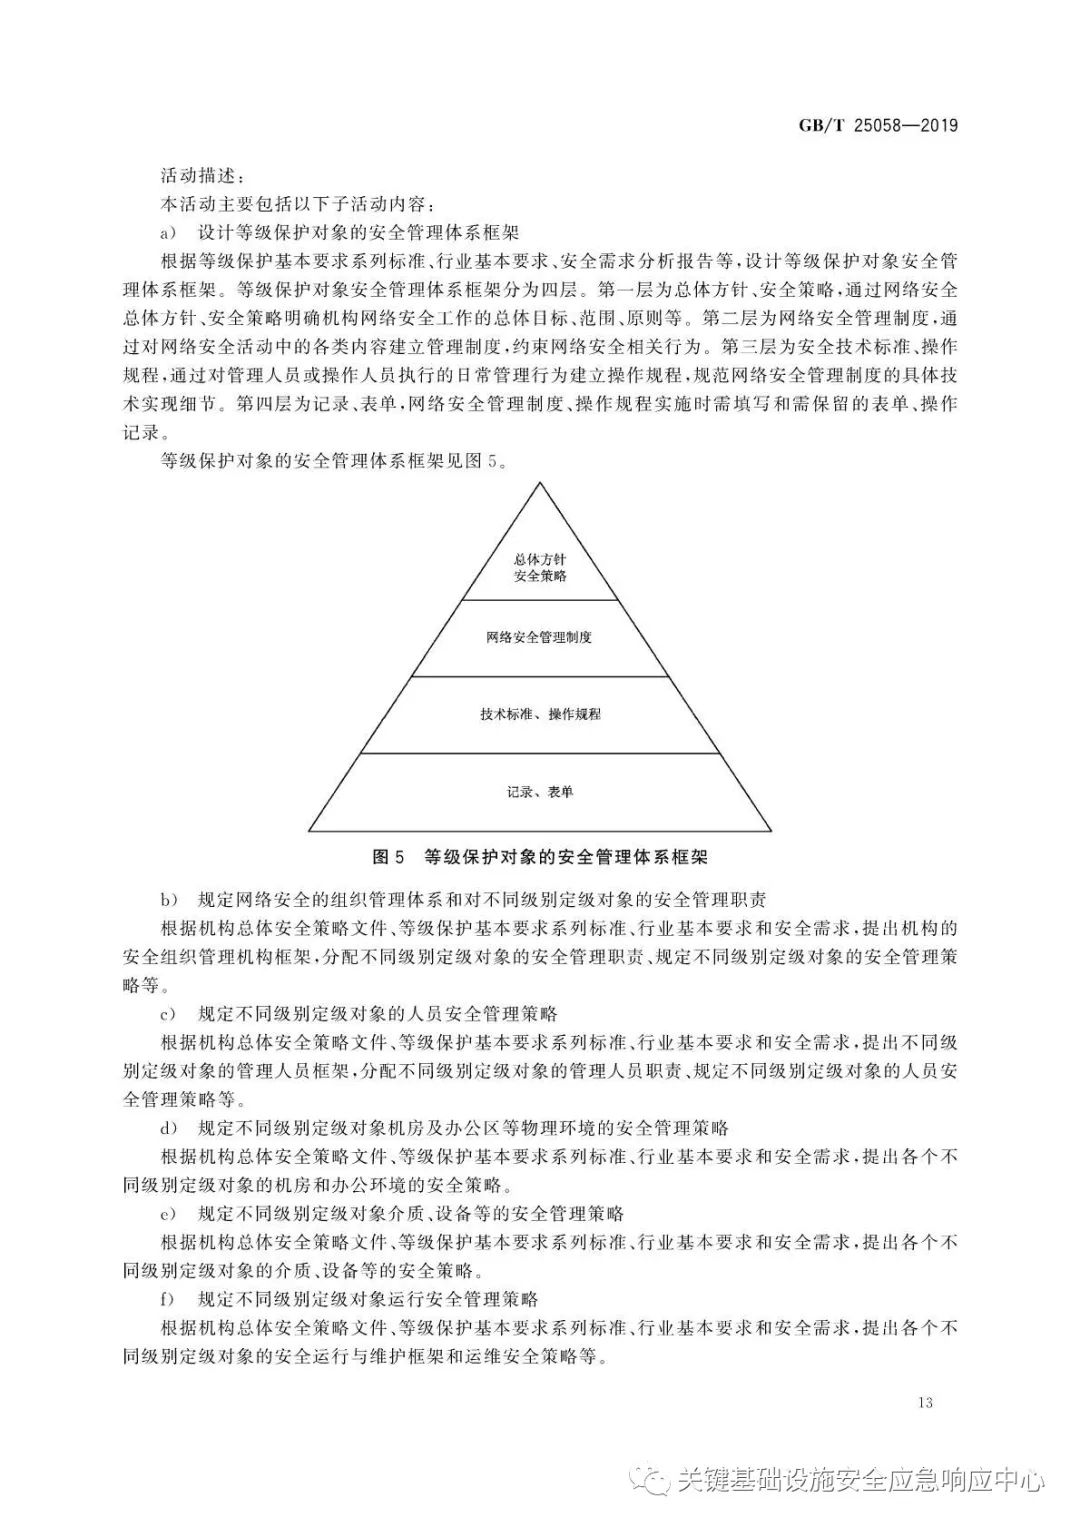 GB/T 25058—2019
活动描述：
本活动主要包括以下子活动内容：
a） 设计等级保护对象的安全管理体系框架
根据等级保护基本要求系列标准、行业基本要求、安全需求分析报告等，设计等级保护对象安全管
理体系框架。等级保护对象安全管理体系框架分为四层。第一层为总体方针、安全策略，通过网络安全
总体方针、安全策略明确机构网络安全工作的总体目标、范围、原则等。第二层为网络安全管理制度，通
过对网络安全活动中的各类内容建立管理制度，约束网络安全相关行为。第三层为安全技术标准、操作
规程，通过对管理人员或操作人员执行的日常管理行为建立操作规程，规范网络安全管理制度的具体技
术实现细节。第四层为记录、表单，网络安全管理制度、操作规程实施时需填写和需保留的表单、操作
记录。
等级保护对象的安全管理体系框架见图 5。
总体方针
安全策略
网络安全管理制度
技术标准、操作规程
记录、表单
图 5 等级保护对象的安全管理体系框架
b） 规定网络安全的组织管理体系和对不同级别定级对象的安全管理职责
根据机构总体安全策略文件、等级保护基本要求系列标准、行业基本要求和安全需求，提出机构的
安全组织管理机构框架，分配不同级别定级对象的安全管理职责、规定不同级别定级对象的安全管理策
略等。
c） 规定不同级别定级对象的人员安全管理策略
根据机构总体安全策略文件、等级保护基本要求系列标准、行业基本要求和安全需求，提出不同级
别定级对象的管理人员框架，分配不同级别定级对象的管理人员职责、规定不同级别定级对象的人员安
全管理策略等。
d） 规定不同级别定级对象机房及办公区等物理环境的安全管理策略
根据机构总体安全策略文件、等级保护基本要求系列标准、行业基本要求和安全需求，提出各个不
同级别定级对象的机房和办公环境的安全策略。
e） 规定不同级别定级对象介质、设备等的安全管理策略
根据机构总体安全策略文件、等级保护基本要求系列标准、行业基本要求和安全需求，提出各个不
同级别定级对象的介质、设备等的安全策略。
f） 规定不同级别定级对象运行安全管理策略
根据机构总体安全策略文件、等级保护基本要求系列标准、行业基本要求和安全需求，提出各个不
同级别定级对象的安全运行与维护框架和运维安全策略等。
13
关键基础设施安全应急响应中心